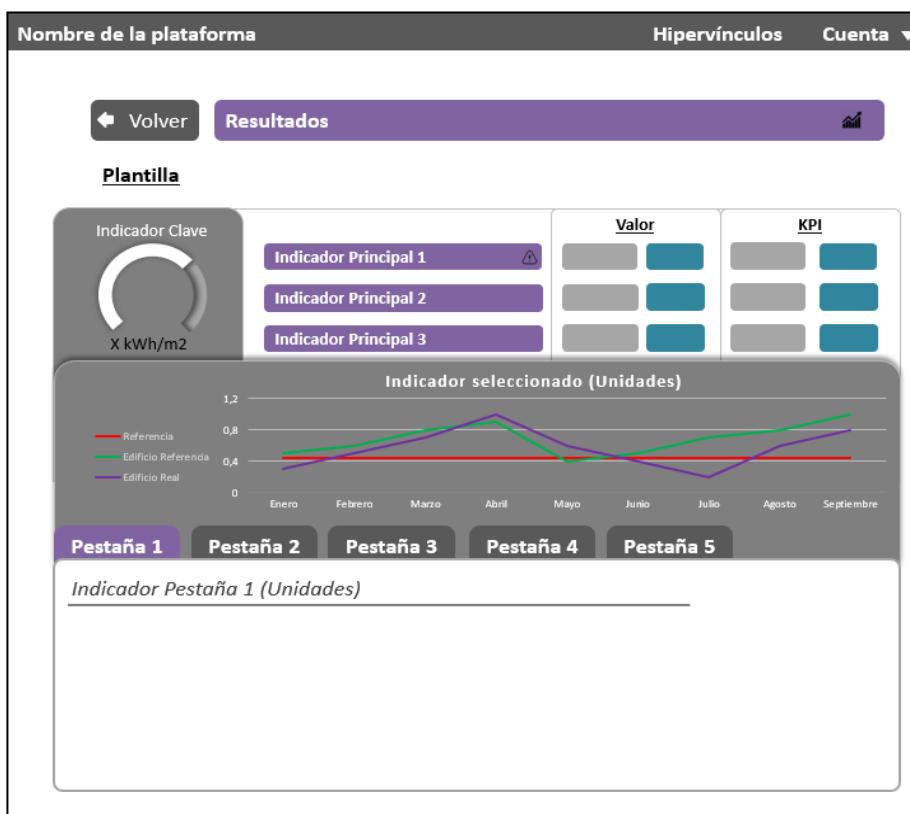 Nombre de la plataforma
Hipervínculos
Cuenta
Volver
Resultados
Plantilla
Indicador Clave
X kWh/m2
Valor
KPI
Indicador Principal 1
Indicador Principal 2
Indicador Principal 3
Indicador seleccionado (Unidades)
1,2
0,8
0,4
0
Referencia
Edificio Referencia
Edificio Real
Enero Febrero Marzo Abril Mayo Junio Julio Agosto Septiembre
Pestaña 1 Pestaña 2 Pestaña 3 Pestaña 4 Pestaña 5
Indicador Pestaña 1 (Unidades)